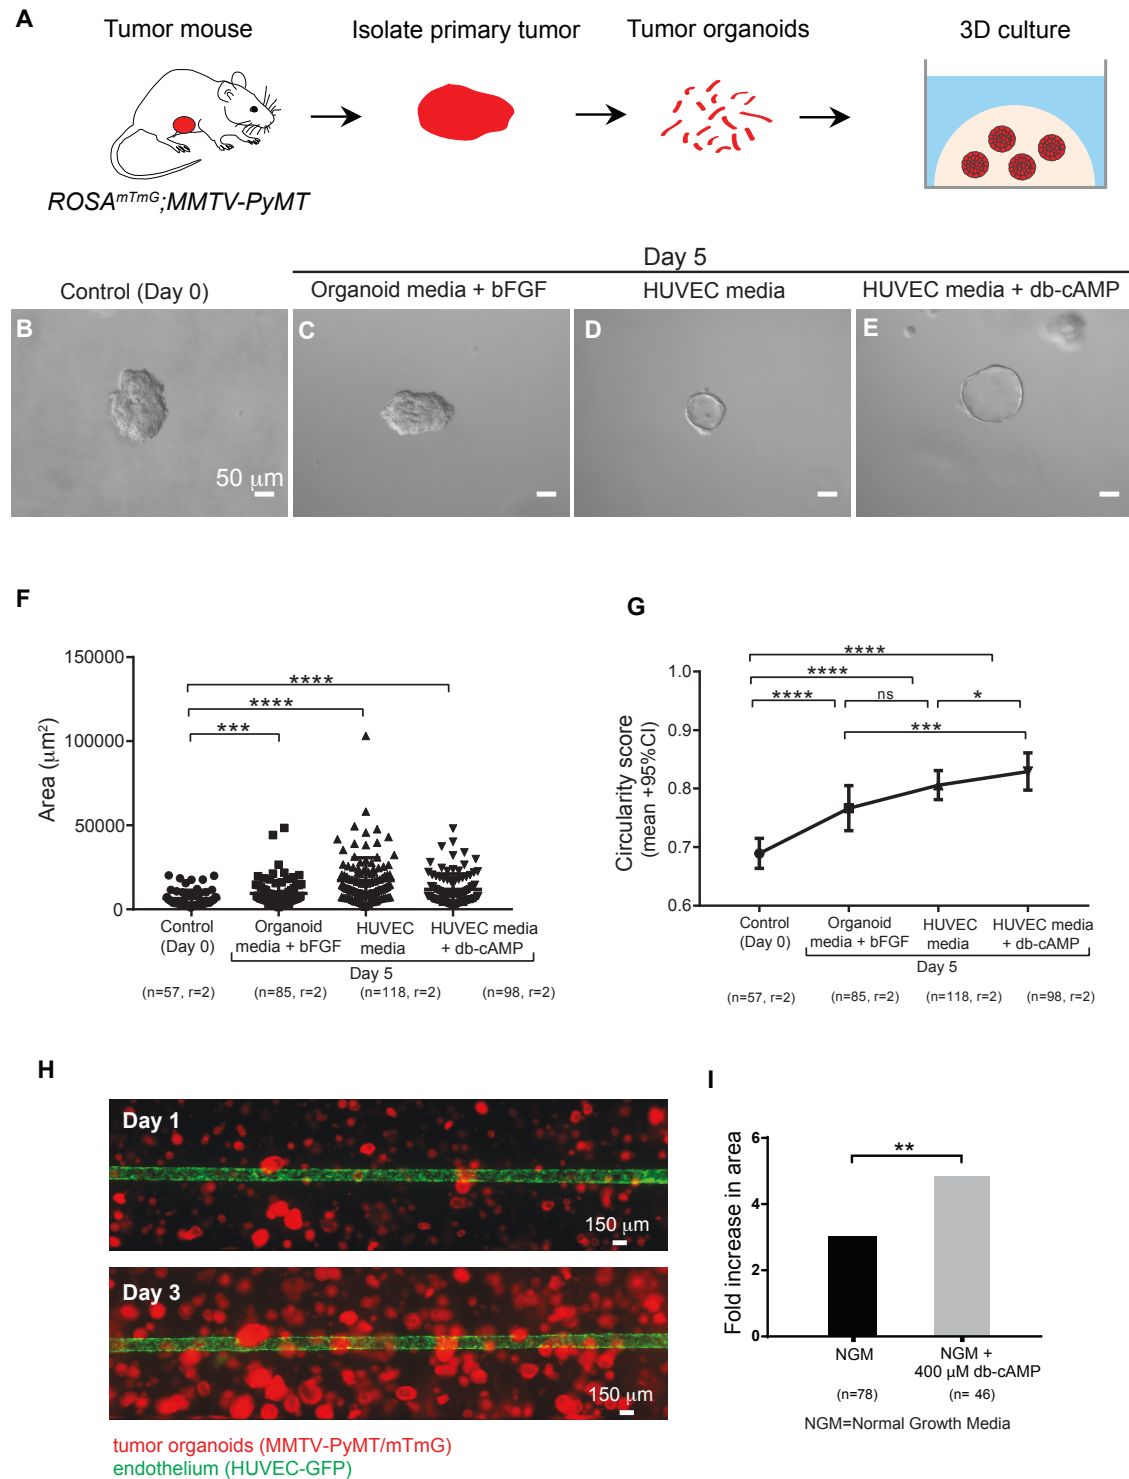 A
Tumor mouse
Isolate primary tumor
Tumor organoids
3D culture
ROSAmTmG;MMTV-PyMT
Day 5
Control (Day 0)
Organoid media + bFGF
HUVEC media
HUVEC media + db-cAMP
B
C
D
E
50 μm
F
150000
100000
50000
0
Area (μm²)
***
****
****
Control
(Day 0)
Organoid
media + bFGF
HUVEC
media
HUVEC media
+ db-cAMP
Day 5
(n=57, r=2)
(n=85, r=2)
(n=118, r=2)
(n=98, r=2)
G
1.0
0.9
0.8
0.7
0.6
Circularity score
(mean +95%CI)
****
****
****
ns
*
***
Control
(Day 0)
Organoid
media + bFGF
HUVEC
media
HUVEC media
+ db-cAMP
Day 5
(n=57, r=2)
(n=85, r=2)
(n=118, r=2)
(n=98, r=2)
H
Day 1
150 μm
Day 3
150 μm
tumor organoids (MMTV-PyMT/mTmG)
endothelium (HUVEC-GFP)
I
6
4
2
0
Fold increase in area
**
NGM
NGM +
400 μM db-cAMP
(n=78)
(n= 46)
NGM=Normal Growth Media